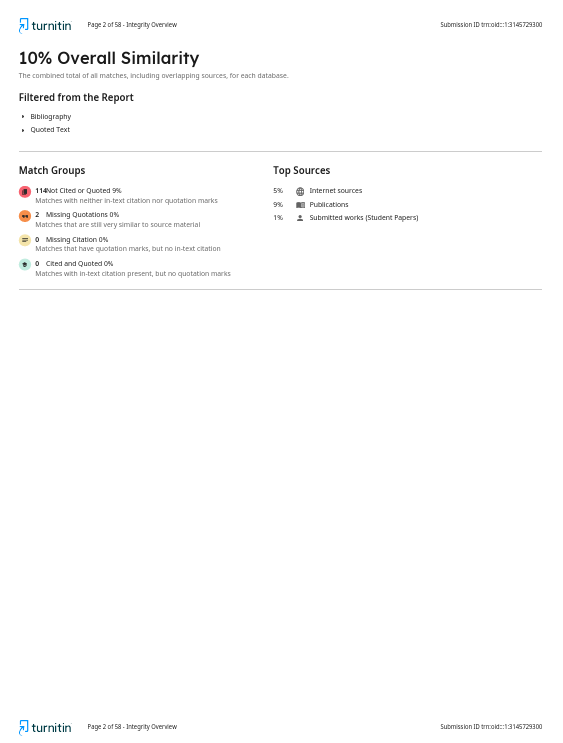 turnitin Page 2 of 58 - Integrity Overview Submission ID trn:oid:::1:3145729300
10% Overall Similarity
The combined total of all matches, including overlapping sources, for each database.
Filtered from the Report
Bibliography
Quoted Text
Match Groups
114Not Cited or Quoted 9%
Matches with neither in-text citation nor quotation marks
2 Missing Quotations 0%
Matches that are still very similar to source material
0 Missing Citation 0%
Matches that have quotation marks, but no in-text citation
0 Cited and Quoted 0%
Matches with in-text citation present, but no quotation marks
Top Sources
5% Internet sources
9% Publications
1% Submitted works (Student Papers)
turnitin Page 2 of 58 - Integrity Overview Submission ID trn:oid:::1:3145729300